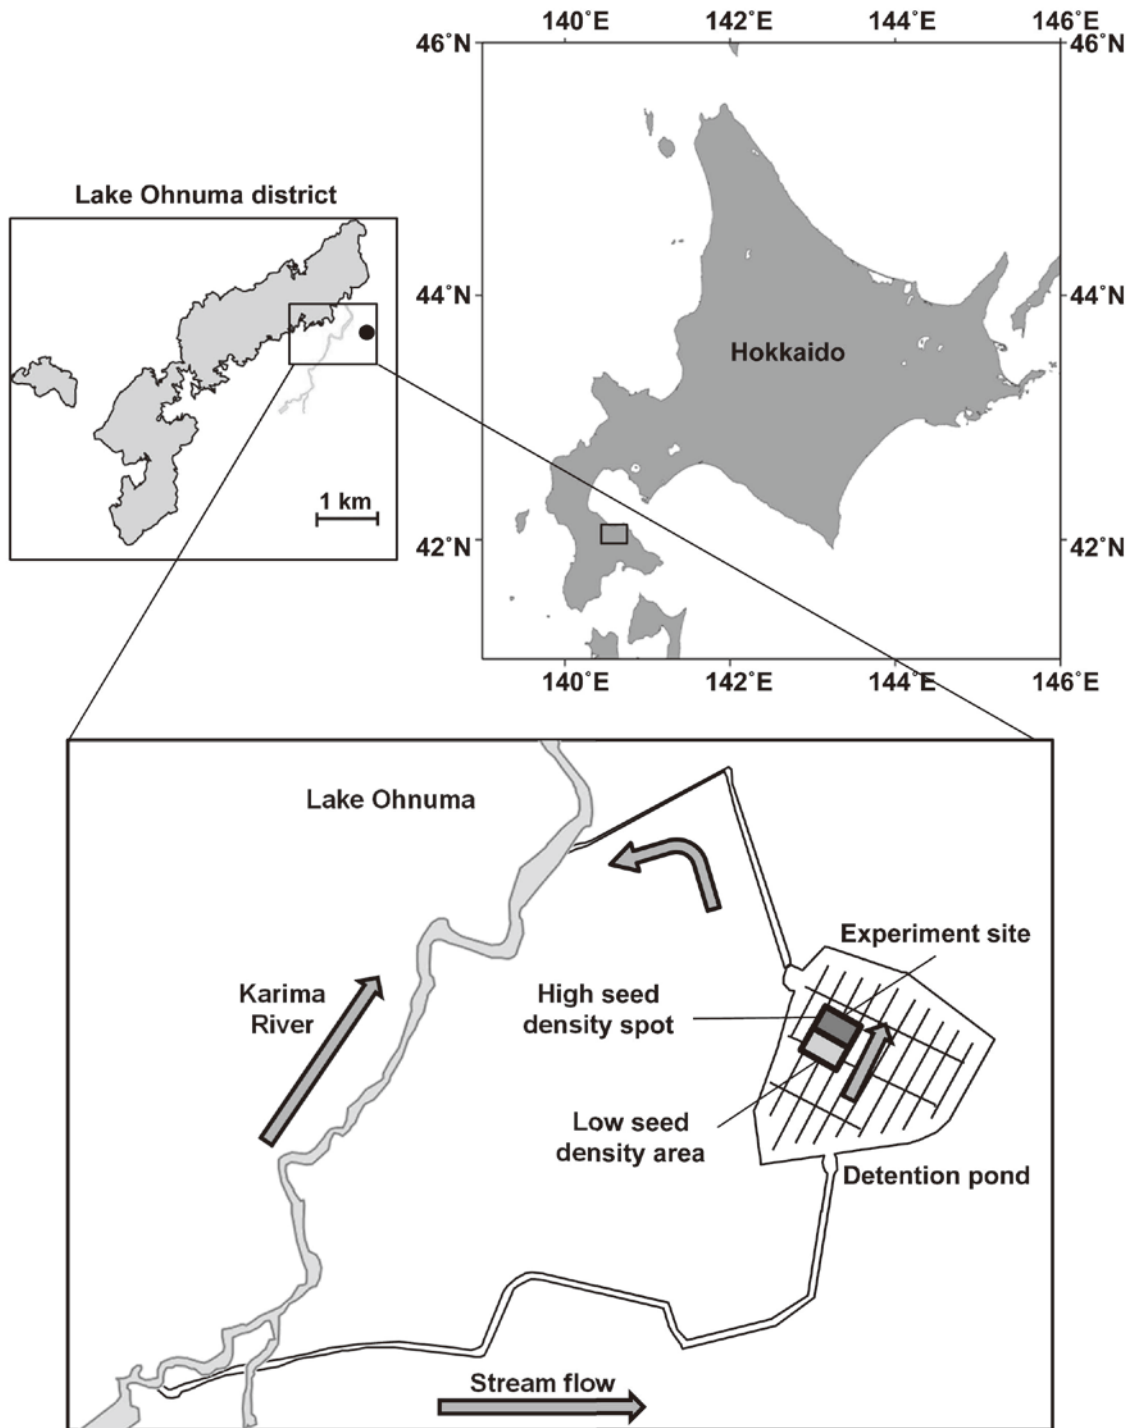 140°E 142°E 144°E 146°E
46°N 46°N
Lake Ohnuma district
44°N 44°N
Hokkaido
1 km
42°N 42°N
140°E 142°E 144°E 146°E
Lake Ohnuma
Experiment site
Karima
River
High seed
density spot
Low seed
density area
Detention pond
Stream flow